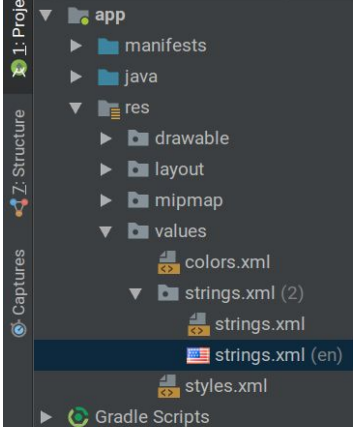 1: Proje
Z: Structure
Captures
app
manifests
java
res
drawable
layout
mipmap
values
colors.xml
strings.xml (2)
strings.xml
strings.xml (en)
styles.xml
Gradle Scripts